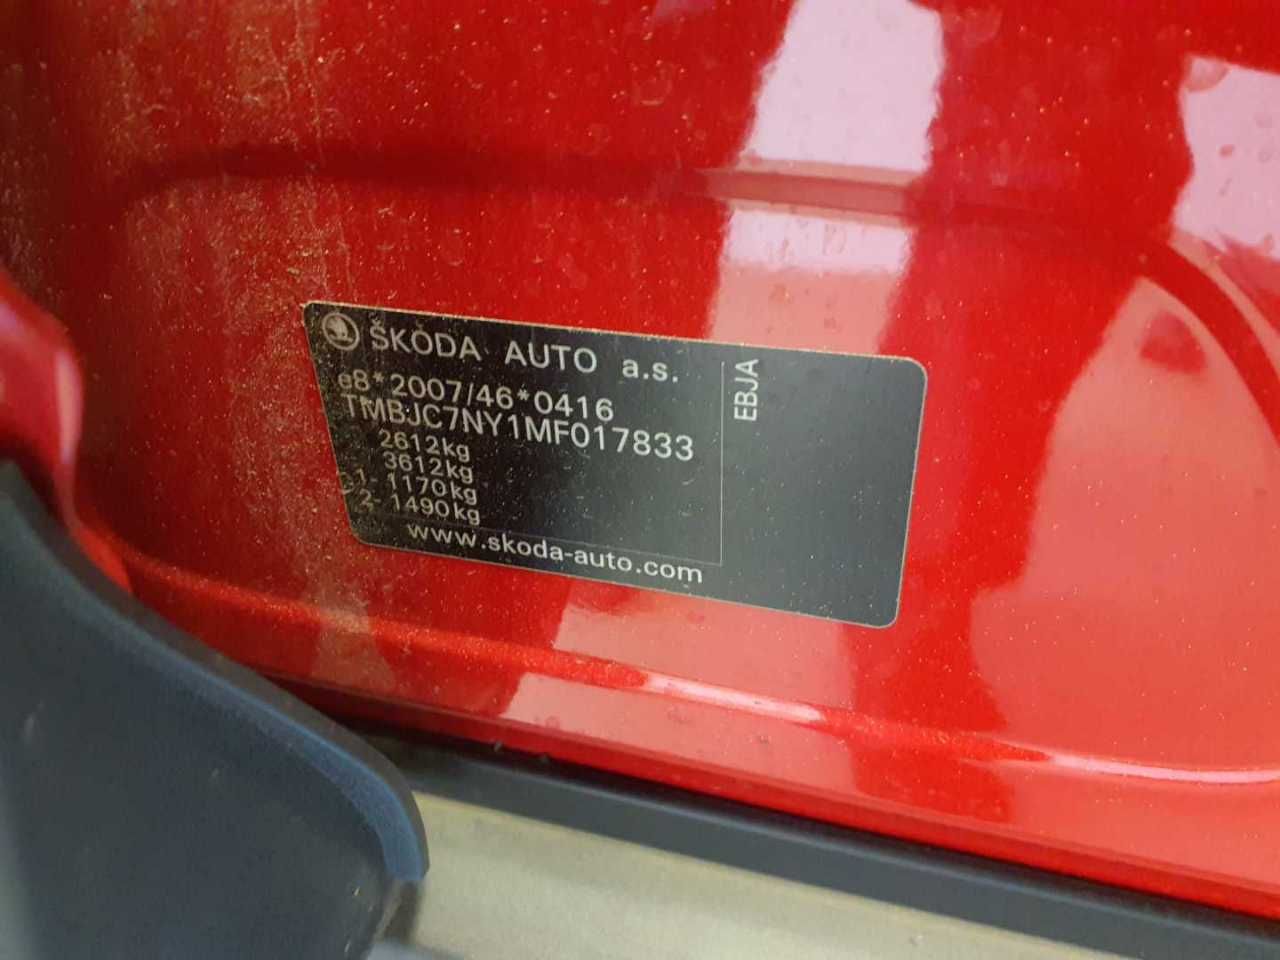 ŠKODA AUTO a.s.
e8*2007/46*0416
TMBJC7NY1MF017833
2612kg
- 3612kg
1- 1170kg
2- 1490kg
www.skoda-auto.com
EBJA